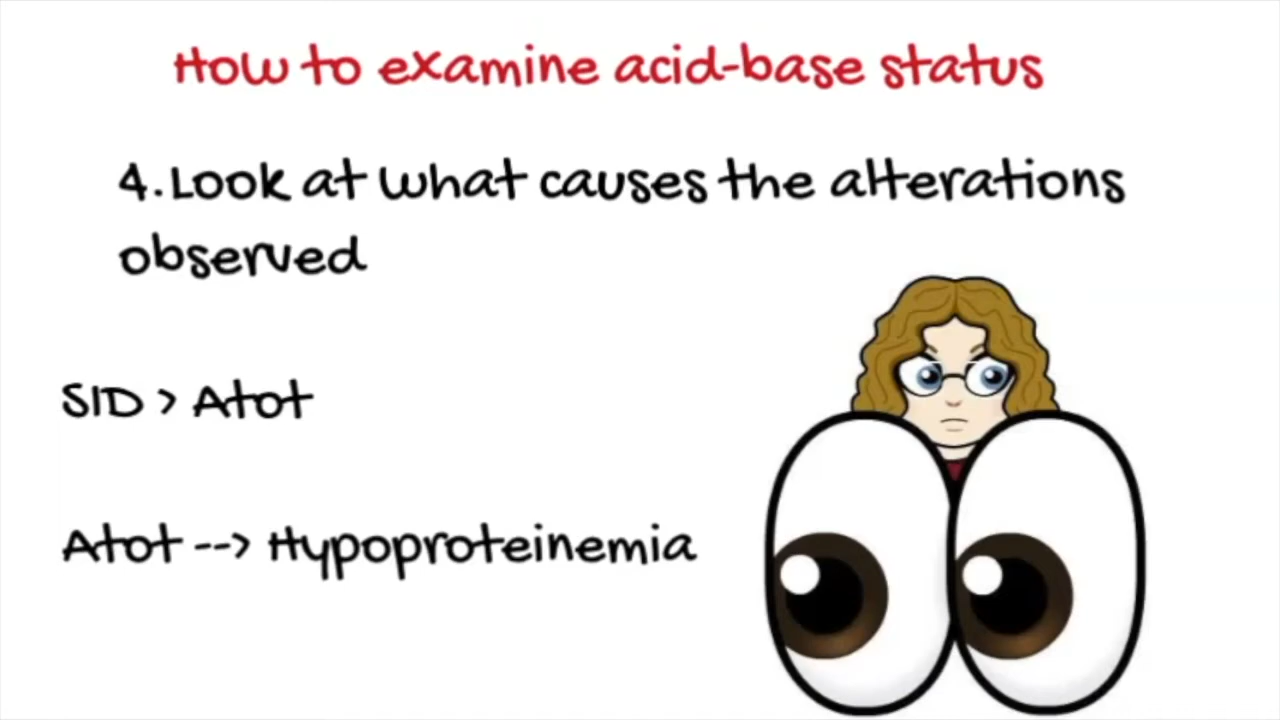 How to examine acid-base status
4. Look at what causes the alterations
observed
SID > Atot
Atot --> Hypoproteinemia